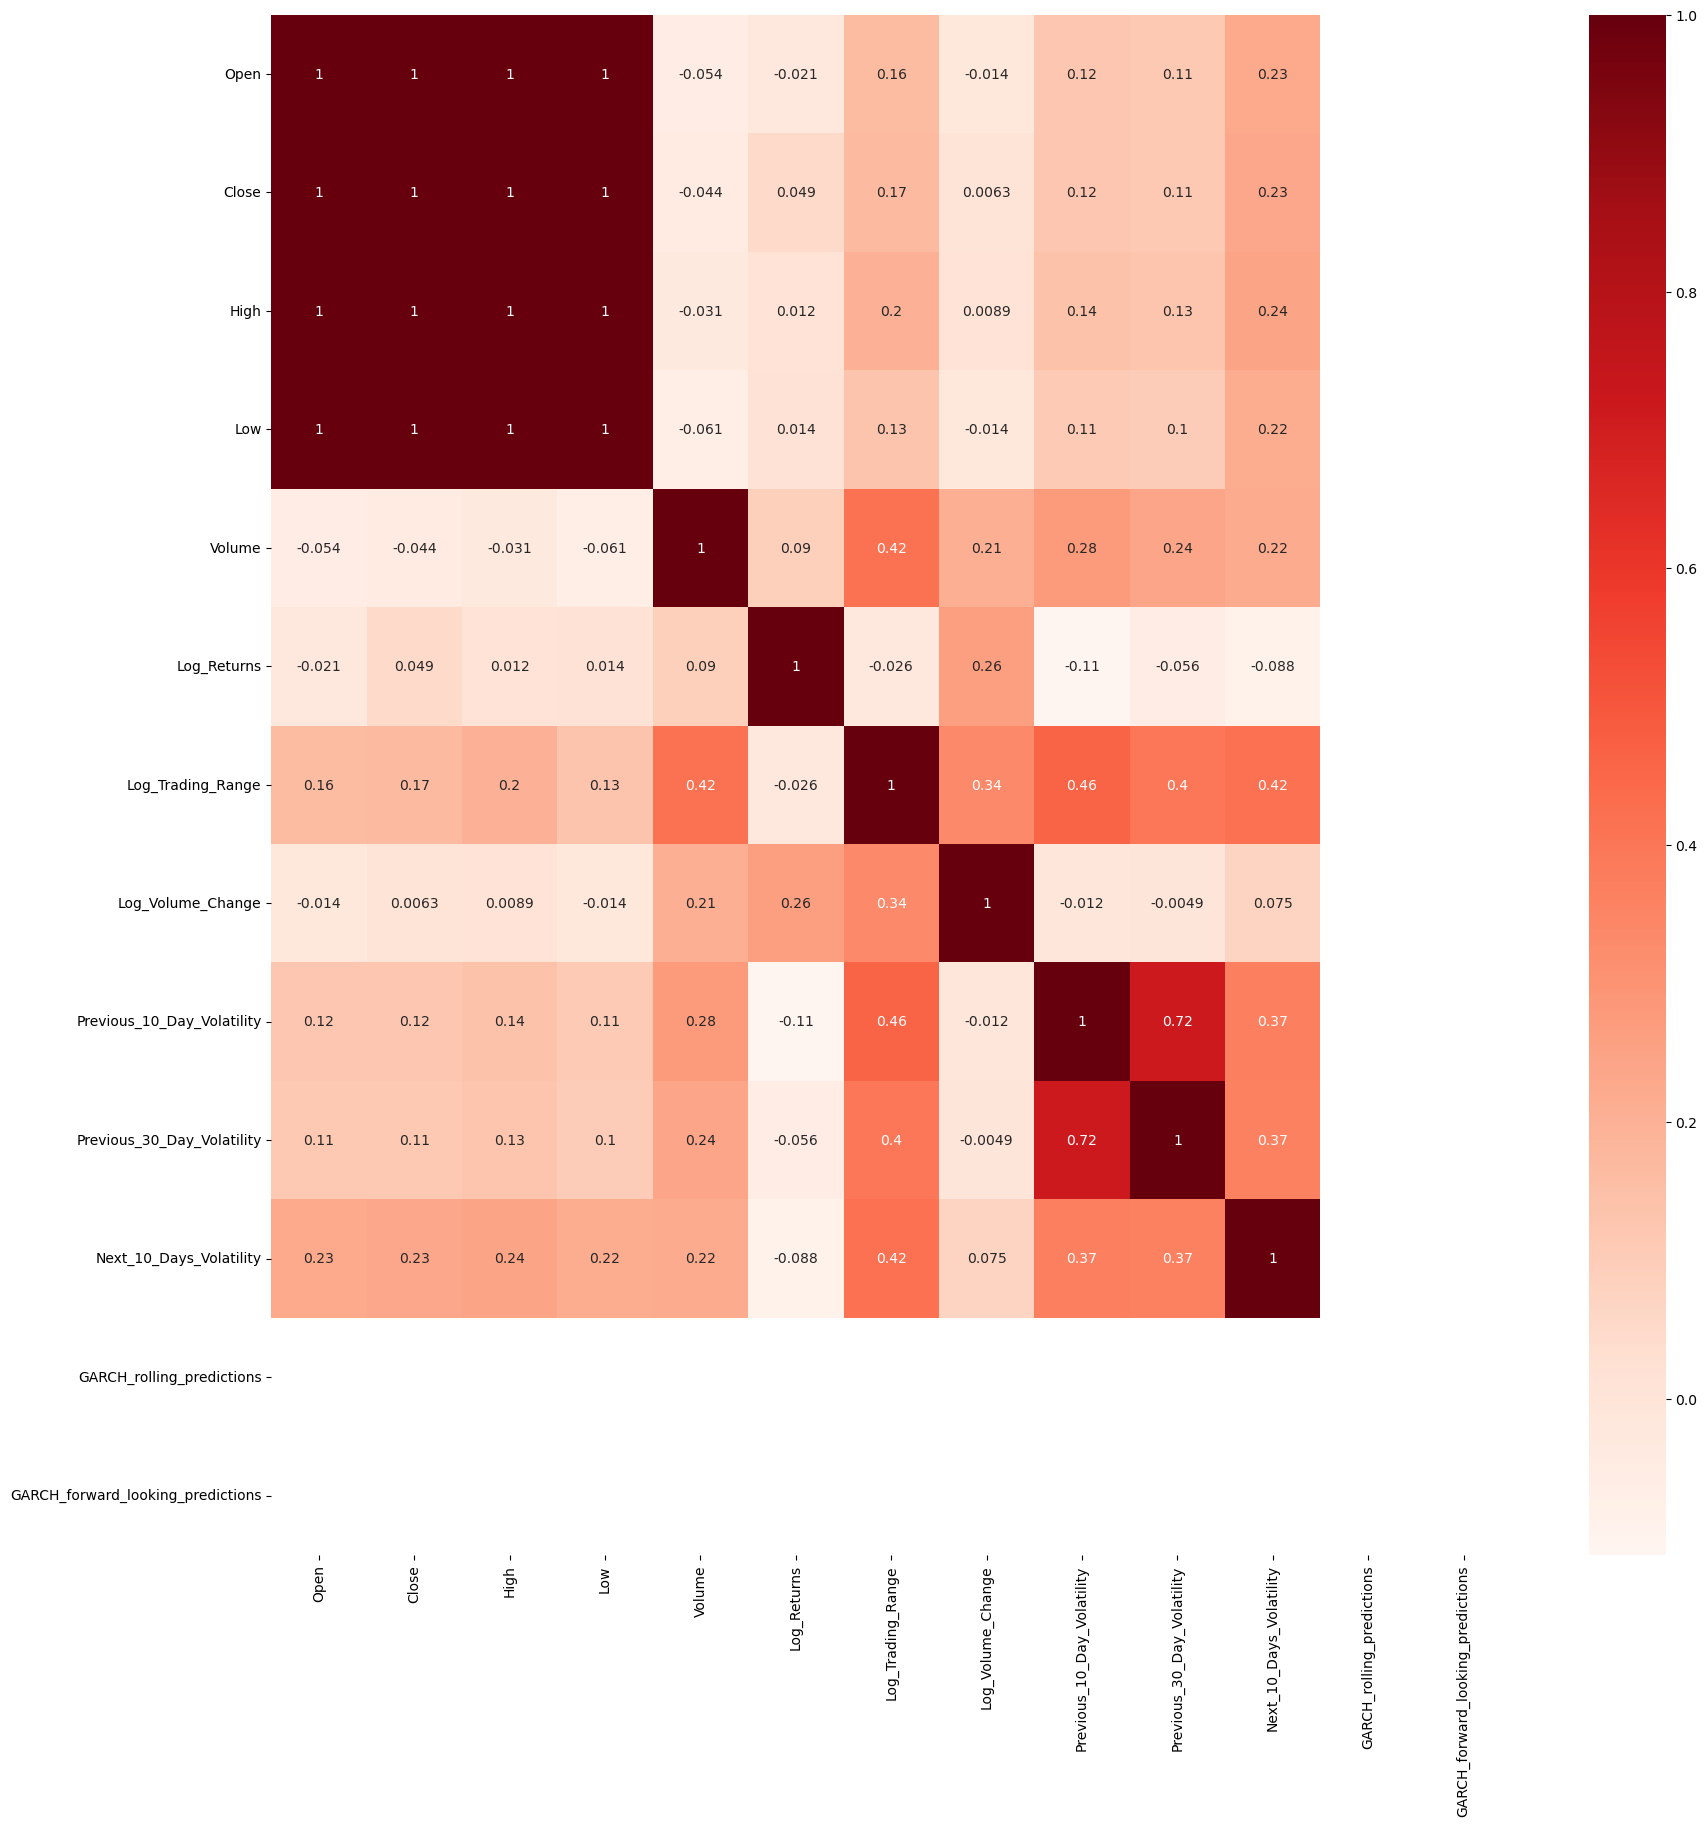 Open 1 1 1 1 -0.054 -0.021 0.16 -0.014 0.12 0.11 0.23
Close 1 1 1 1 -0.044 0.049 0.17 0.0063 0.12 0.11 0.23
High 1 1 1 1 -0.031 0.012 0.2 0.0089 0.14 0.13 0.24
Low 1 1 1 1 -0.061 0.014 0.13 -0.014 0.11 0.1 0.22
Volume -0.054 -0.044 -0.031 -0.061 1 0.09 0.42 0.21 0.28 0.24 0.22
Log_Returns -0.021 0.049 0.012 0.014 0.09 1 -0.026 0.26 -0.11 -0.056 -0.088
Log_Trading_Range 0.16 0.17 0.2 0.13 0.42 -0.026 1 0.34 0.46 0.4 0.42
Log_Volume_Change -0.014 0.0063 0.0089 -0.014 0.21 0.26 0.34 1 -0.012 -0.0049 0.075
Previous_10_Day_Volatility 0.12 0.12 0.14 0.11 0.28 -0.11 0.46 -0.012 1 0.72 0.37
Previous_30_Day_Volatility 0.11 0.11 0.13 0.1 0.24 -0.056 0.4 -0.0049 0.72 1 0.37
Next_10_Days_Volatility 0.23 0.23 0.24 0.22 0.22 -0.088 0.42 0.075 0.37 0.37 1
GARCH_rolling_predictions
GARCH_forward_looking_predictions
Open
Close
High
Low
Volume
Log_Returns
Log_Trading_Range
Log_Volume_Change
Previous_10_Day_Volatility
Previous_30_Day_Volatility
Next_10_Days_Volatility
GARCH_rolling_predictions
GARCH_forward_looking_predictions
1.0
0.8
0.6
0.4
0.2
0.0